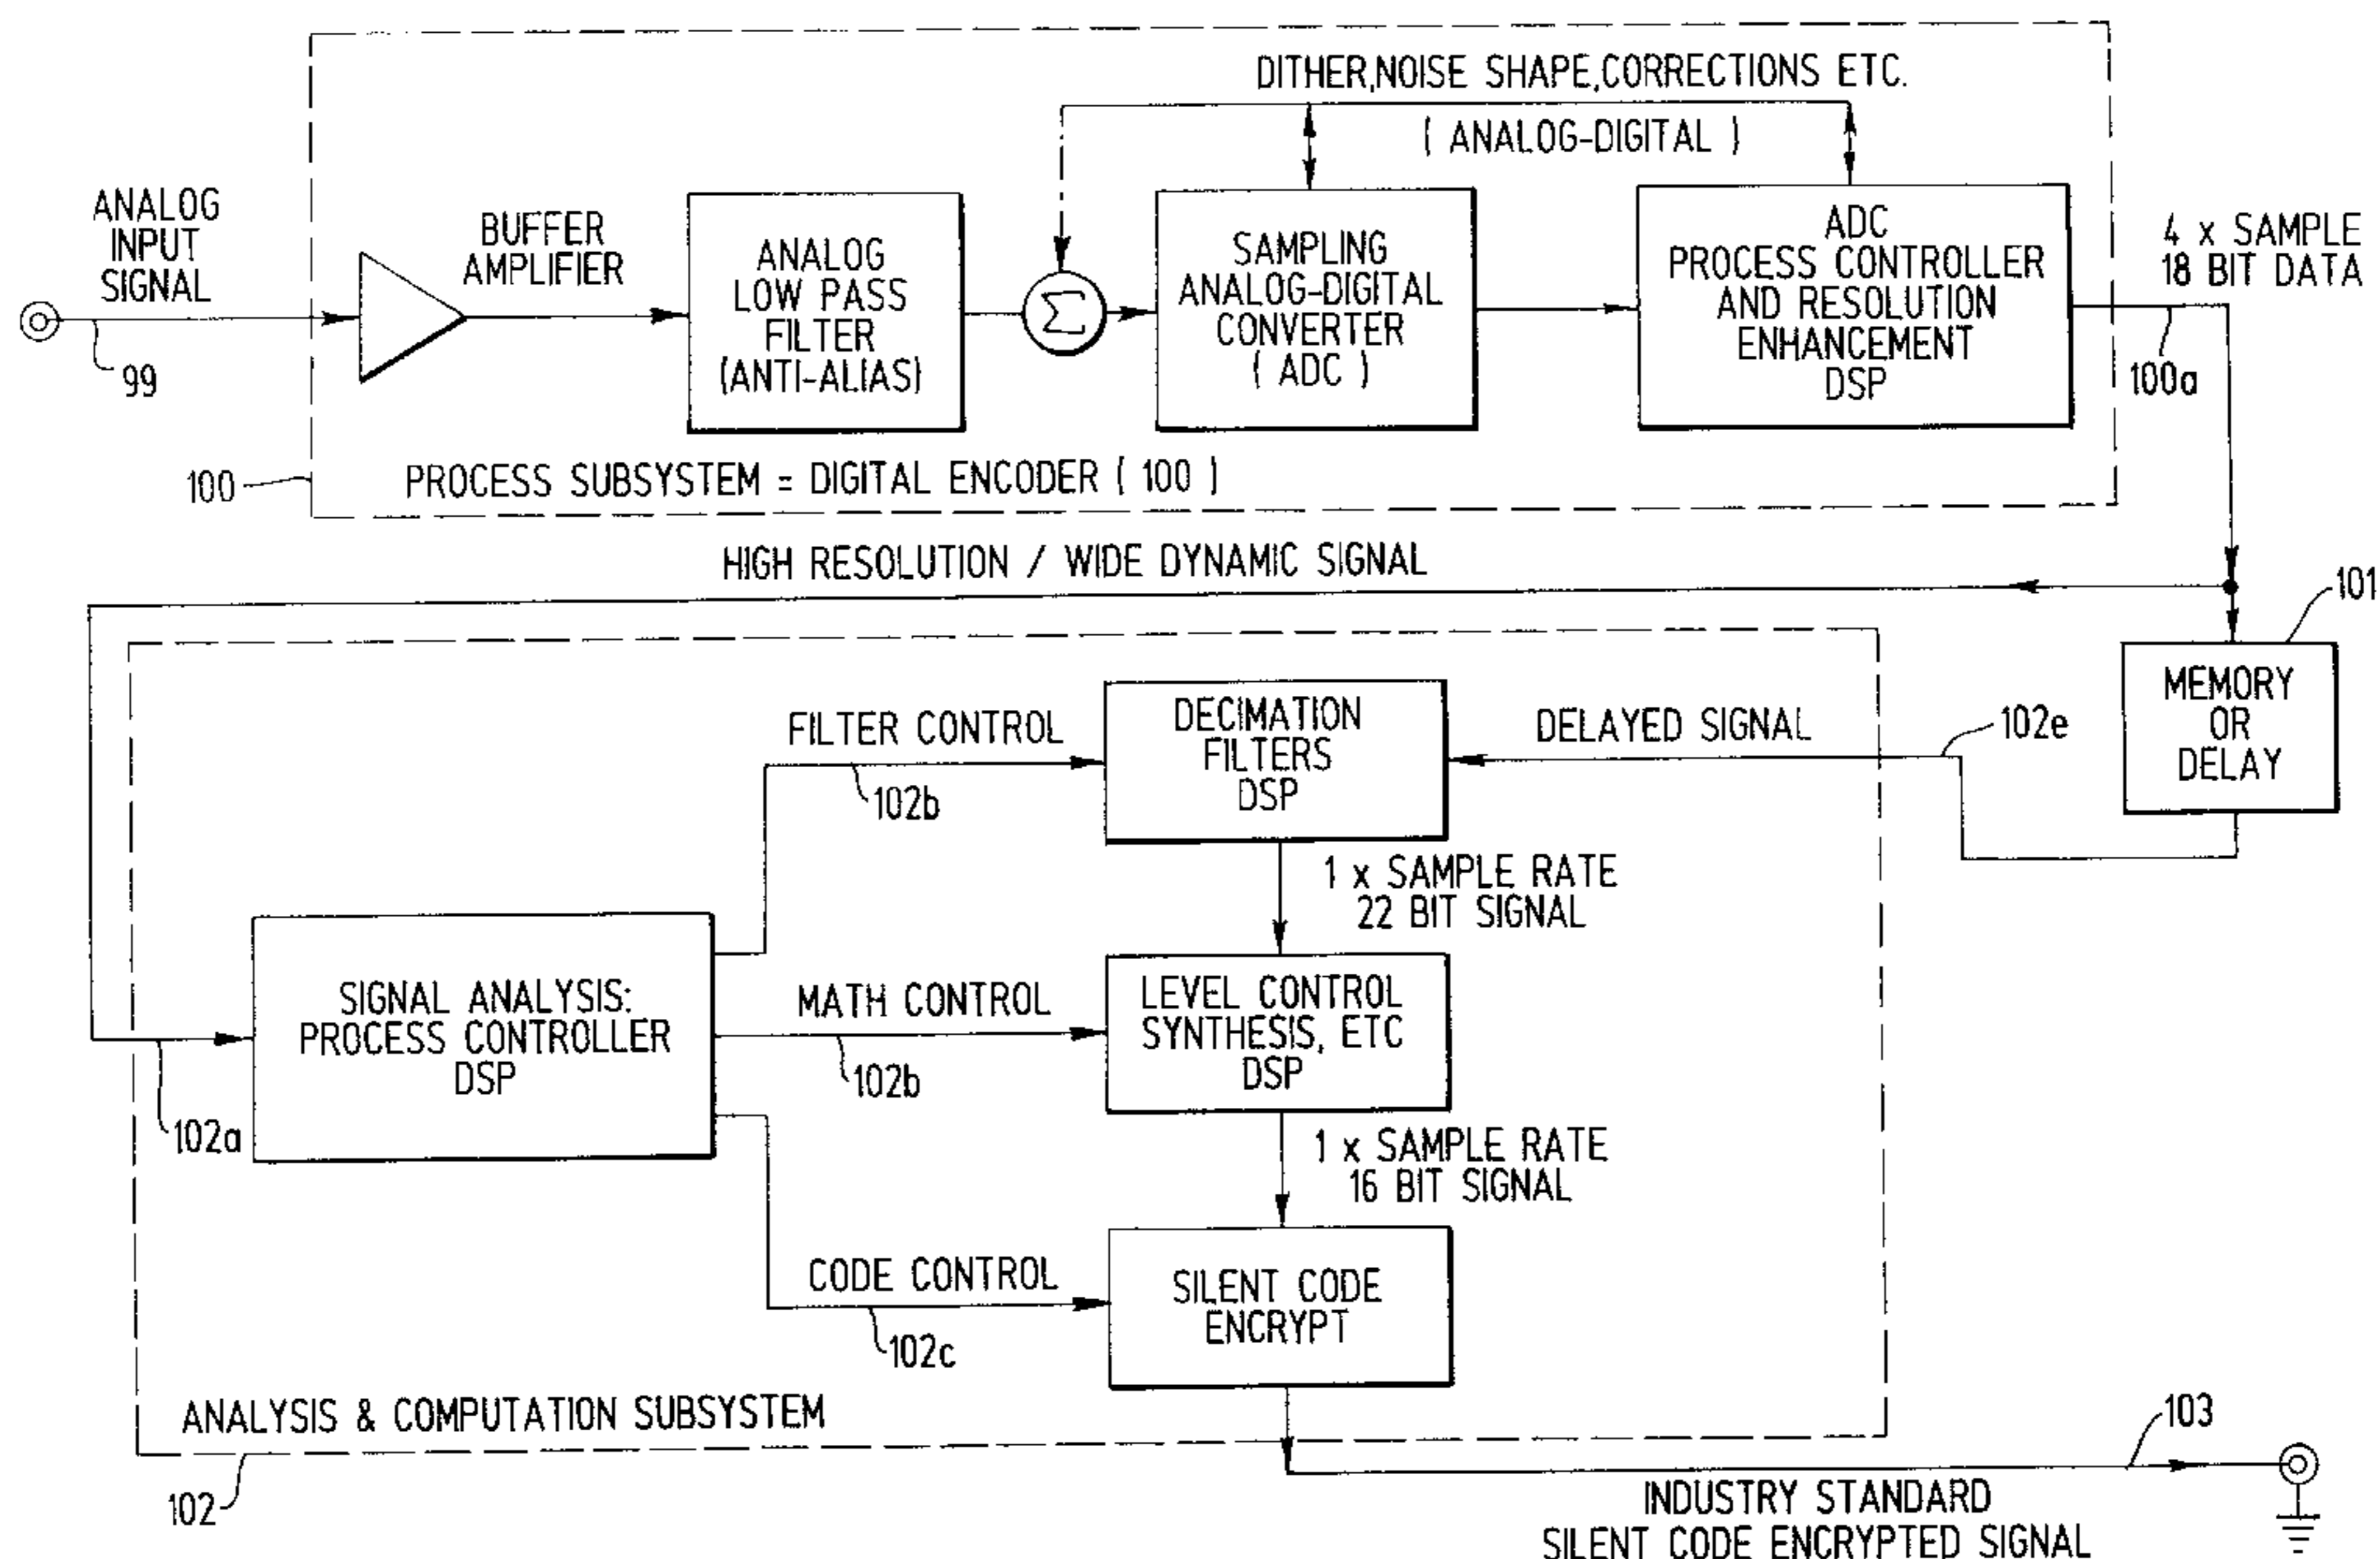 DITHER,NOISE SHAPE,CORRECTIONS ETC.
( ANALOG-DIGITAL )
ANALOG
INPUT
SIGNAL
99
BUFFER
AMPLIFIER
ANALOG
LOW PASS
FILTER
(ANTI-ALIAS)
Σ
SAMPLING
ANALOG-DIGITAL
CONVERTER
( ADC )
ADC
PROCESS CONTROLLER
AND RESOLUTION
ENHANCEMENT
DSP
4 x SAMPLE
18 BIT DATA
100a
100
PROCESS SUBSYSTEM = DIGITAL ENCODER ( 100 )
HIGH RESOLUTION / WIDE DYNAMIC SIGNAL
101
MEMORY
OR
DELAY
FILTER CONTROL
102b
DECIMATION
FILTERS
DSP
DELAYED SIGNAL
102e
1 x SAMPLE RATE
22 BIT SIGNAL
SIGNAL ANALYSIS:
PROCESS CONTROLLER
DSP
102a
MATH CONTROL
102b
LEVEL CONTROL
SYNTHESIS, ETC
DSP
1 x SAMPLE RATE
16 BIT SIGNAL
CODE CONTROL
102c
SILENT CODE
ENCRYPT
ANALYSIS & COMPUTATION SUBSYSTEM
102
103
INDUSTRY STANDARD
SILENT CODE ENCRYPTED SIGNAL